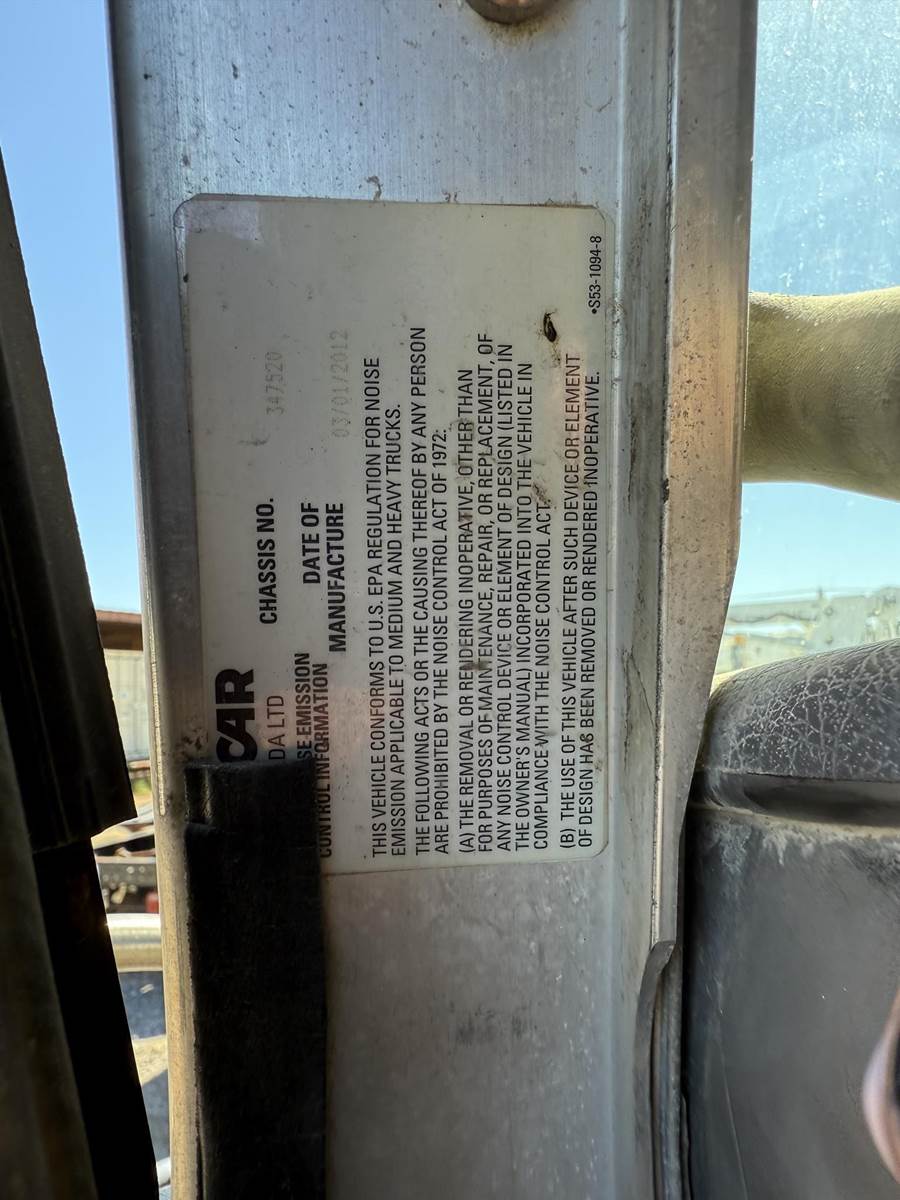 CAR
DA LTD
CHASSIS NO. 347520
SE EMISSION
CONTROL INFORMATION
DATE OF
MANUFACTURE 03/01/2012
THIS VEHICLE CONFORMS TO U.S. EPA REGULATION FOR NOISE
EMISSION APPLICABLE TO MEDIUM AND HEAVY TRUCKS.
THE FOLLOWING ACTS OR THE CAUSING THEREOF BY ANY PERSON
ARE PROHIBITED BY THE NOISE CONTROL ACT OF 1972:
(A) THE REMOVAL OR RENDERING INOPERATIVE, OTHER THAN
FOR PURPOSES OF MAINTENANCE, REPAIR, OR REPLACEMENT, OF
ANY NOISE CONTROL DEVICE OR ELEMENT OF DESIGN (LISTED IN
THE OWNER'S MANUAL) INCORPORATED INTO THE VEHICLE IN
COMPLIANCE WITH THE NOISE CONTROL ACT.
(B) THE USE OF THIS VEHICLE AFTER SUCH DEVICE OR ELEMENT
OF DESIGN HAS BEEN REMOVED OR RENDERED INOPERATIVE.
•S53-1094-8